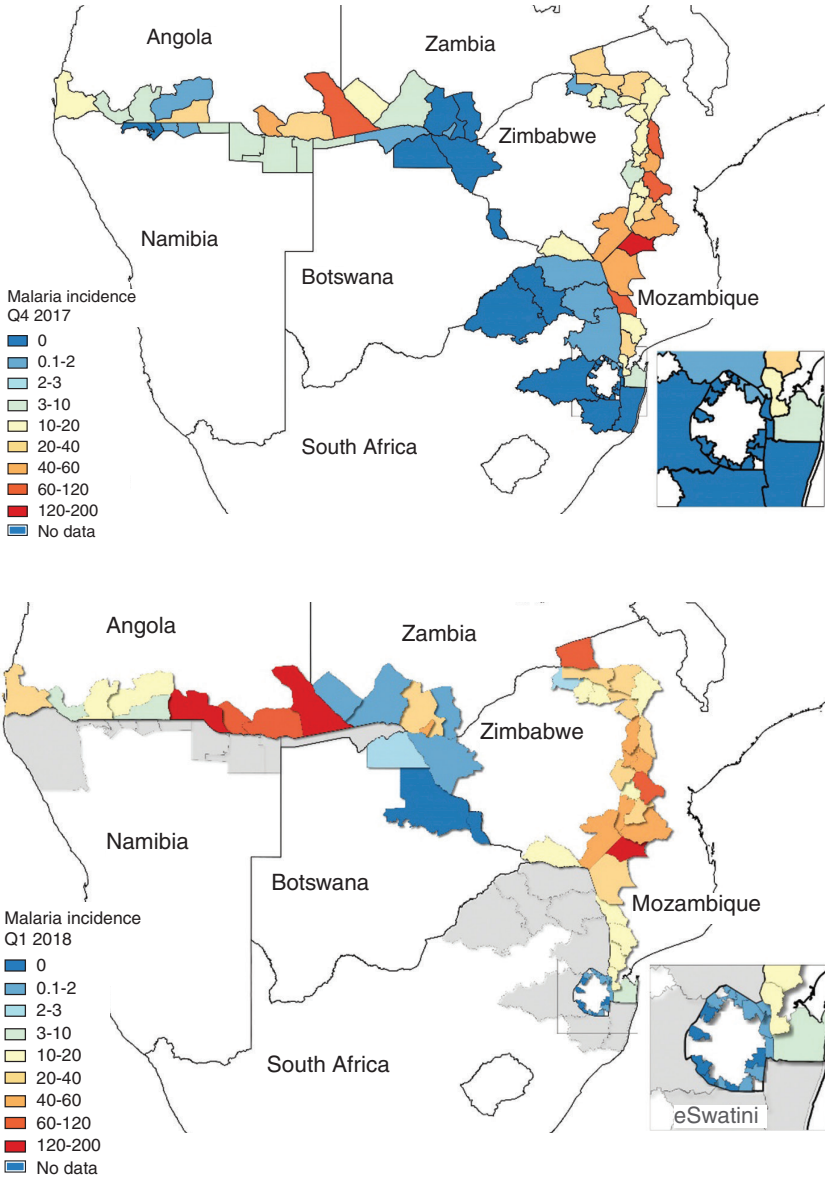 Angola
Zambia
Zimbabwe
Namibia
Botswana
Mozambique
South Africa
Malaria incidence
Q4 2017
0
0.1-2
2-3
3-10
10-20
20-40
40-60
60-120
120-200
No data
Angola
Zambia
Zimbabwe
Namibia
Botswana
Mozambique
South Africa
eSwatini
Malaria incidence
Q1 2018
0
0.1-2
2-3
3-10
10-20
20-40
40-60
60-120
120-200
No data